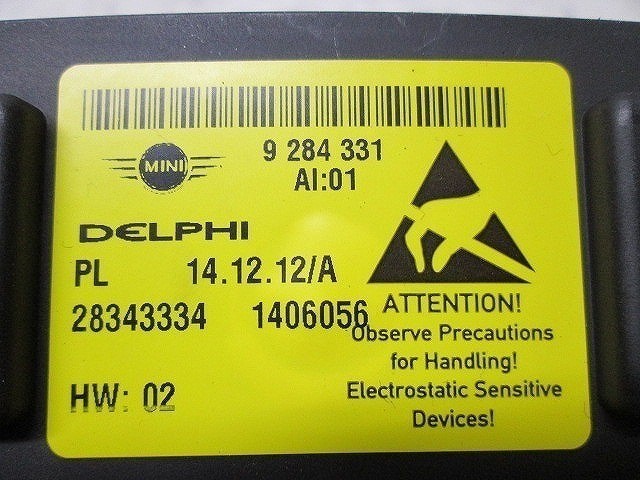 9 284 331
MINI
AI:01
DELPHI
PL 14.12.12/A
28343334 1406056
ATTENTION!
Observe Precautions
for Handling!
Electrostatic Sensitive
Devices!
HW: 02